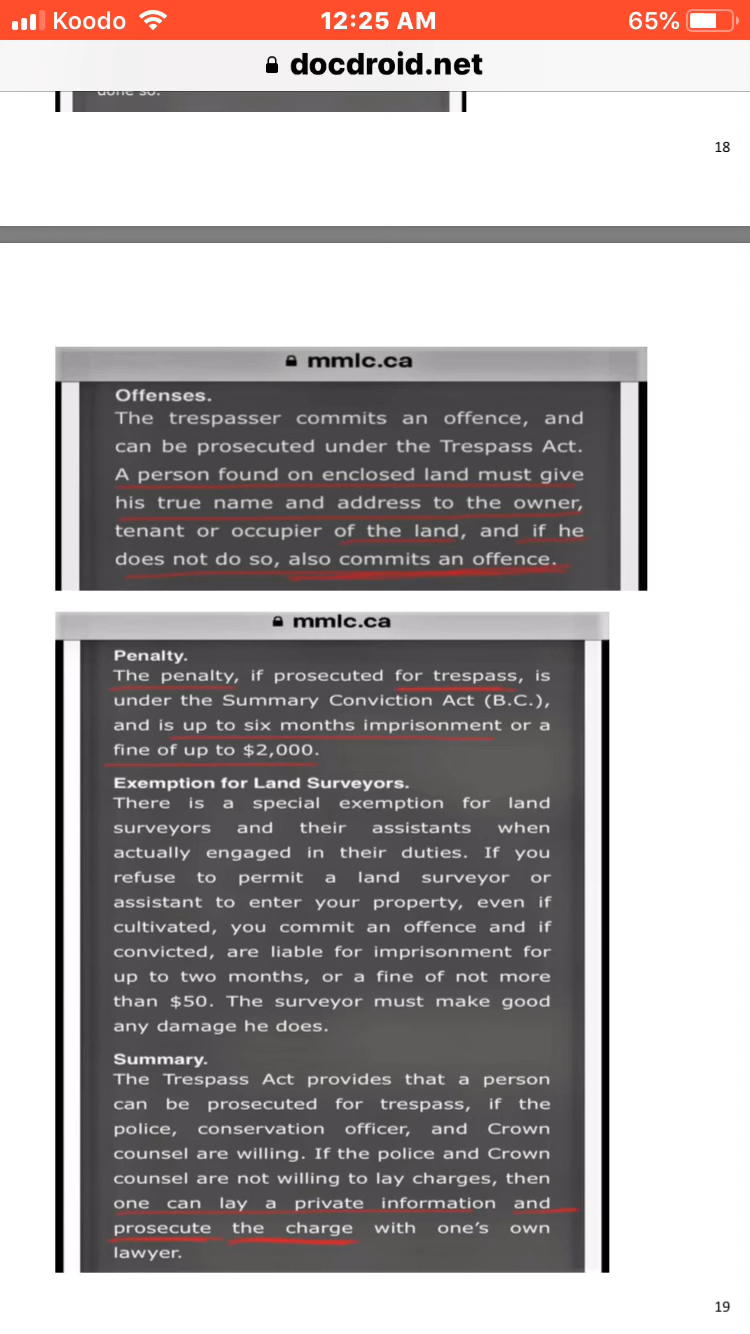 Koodo 12:25 AM 65%
docdroid.net
done so.
18
mmlc.ca
Offenses.
The trespasser commits an offence, and
can be prosecuted under the Trespass Act.
A person found on enclosed land must give
his true name and address to the owner,
tenant or occupier of the land, and if he
does not do so, also commits an offence.
mmlc.ca
Penalty.
The penalty, if prosecuted for trespass, is
under the Summary Conviction Act (B.C.),
and is up to six months imprisonment or a
fine of up to $2,000.
Exemption for Land Surveyors.
There is a special exemption for land
surveyors and their assistants when
actually engaged in their duties. If you
refuse to permit a land surveyor or
assistant to enter your property, even if
cultivated, you commit an offence and if
convicted, are liable for imprisonment for
up to two months, or a fine of not more
than $50. The surveyor must make good
any damage he does.
Summary.
The Trespass Act provides that a person
can be prosecuted for trespass, if the
police, conservation officer, and Crown
counsel are willing. If the police and Crown
counsel are not willing to lay charges, then
one can lay a private information and
prosecute the charge with one's own
lawyer.
19